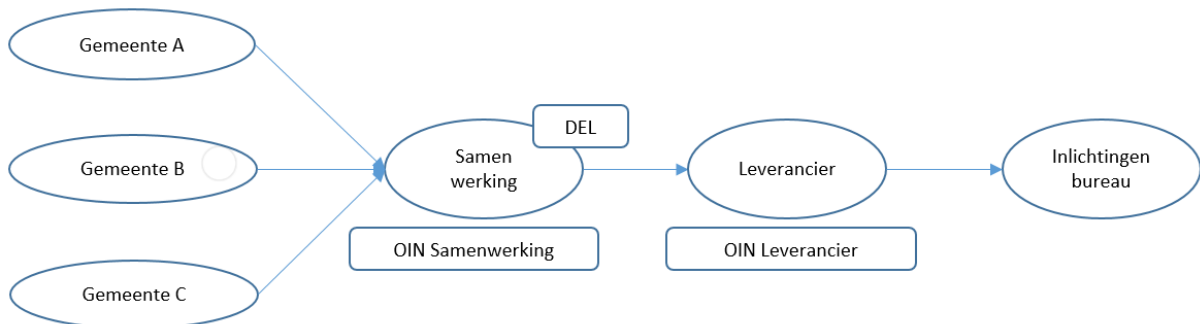 Gemeente A
DEL
Gemeente B
Samen
werking
Leverancier
Inlichtingen
bureau
OIN Samenwerking
OIN Leverancier
Gemeente C